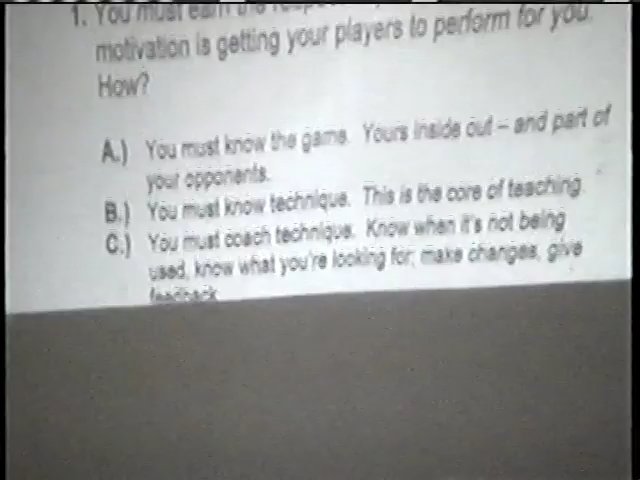 1. You must earn the
motivation is getting your players to perform for you.
How?
A.) You must know the game. Yours inside out – and part of
your opponents.
B.) You must know technique. This is the core of teaching.
C.) You must coach technique. Know when it's not being
used, know what you're looking for, make changes, give
feedback